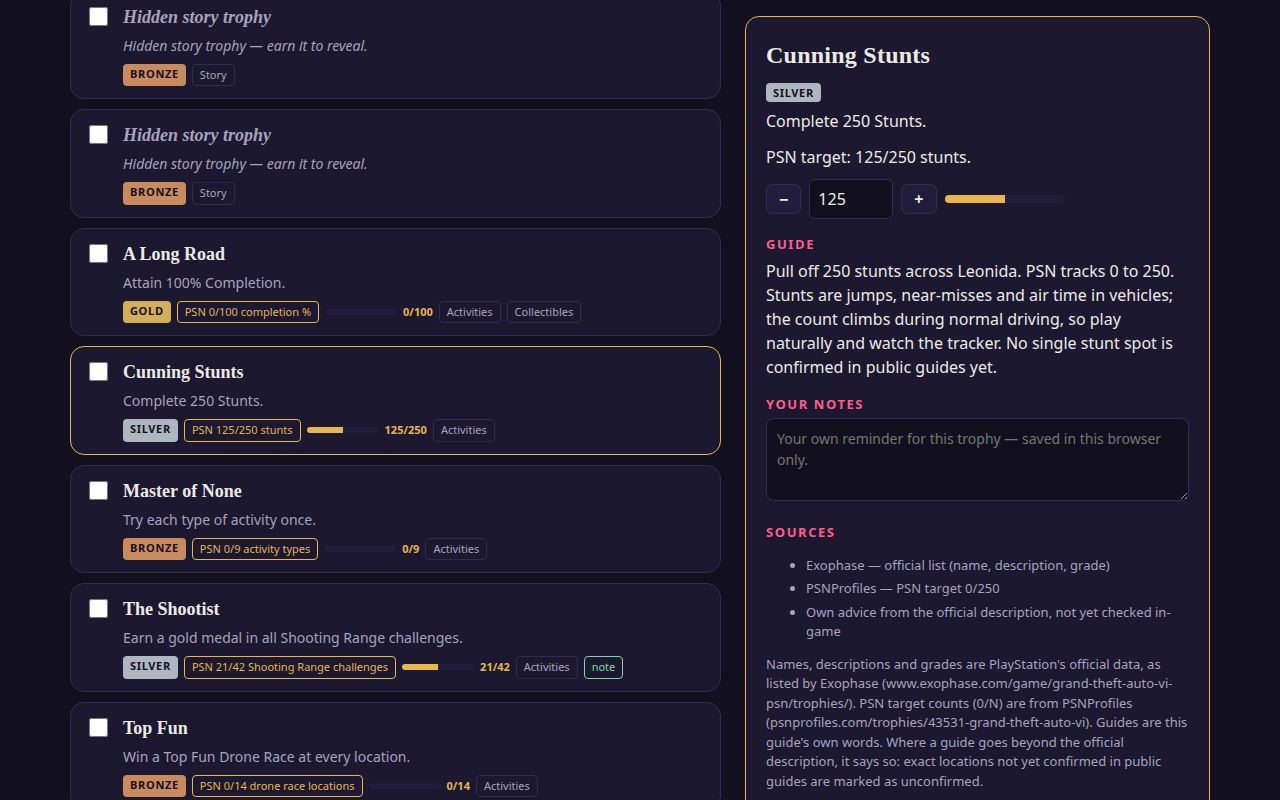 Hidden story trophy
Hidden story trophy — earn it to reveal.
BRONZE Story
Hidden story trophy
Hidden story trophy — earn it to reveal.
BRONZE Story
A Long Road
Attain 100% Completion.
GOLD PSN 0/100 completion % 0/100 Activities Collectibles
Cunning Stunts
Complete 250 Stunts.
SILVER PSN 125/250 stunts 125/250 Activities
Master of None
Try each type of activity once.
BRONZE PSN 0/9 activity types 0/9 Activities
The Shootist
Earn a gold medal in all Shooting Range challenges.
SILVER PSN 21/42 Shooting Range challenges 21/42 Activities note
Top Fun
Win a Top Fun Drone Race at every location.
BRONZE PSN 0/14 drone race locations 0/14 Activities
Cunning Stunts
SILVER
Complete 250 Stunts.
PSN target: 125/250 stunts.
− 125 +
GUIDE
Pull off 250 stunts across Leonida. PSN tracks 0 to 250.
Stunts are jumps, near-misses and air time in vehicles;
the count climbs during normal driving, so play
naturally and watch the tracker. No single stunt spot is
confirmed in public guides yet.
YOUR NOTES
Your own reminder for this trophy — saved in this browser
only.
SOURCES
• Exophase — official list (name, description, grade)
• PSNProfiles — PSN target 0/250
• Own advice from the official description, not yet checked in-
game
Names, descriptions and grades are PlayStation's official data, as
listed by Exophase (www.exophase.com/game/grand-theft-auto-vi-
psn/trophies/). PSN target counts (0/N) are from PSNProfiles
(psnprofiles.com/trophies/43531-grand-theft-auto-vi). Guides are this
guide's own words. Where a guide goes beyond the official
description, it says so: exact locations not yet confirmed in public
guides are marked as unconfirmed.